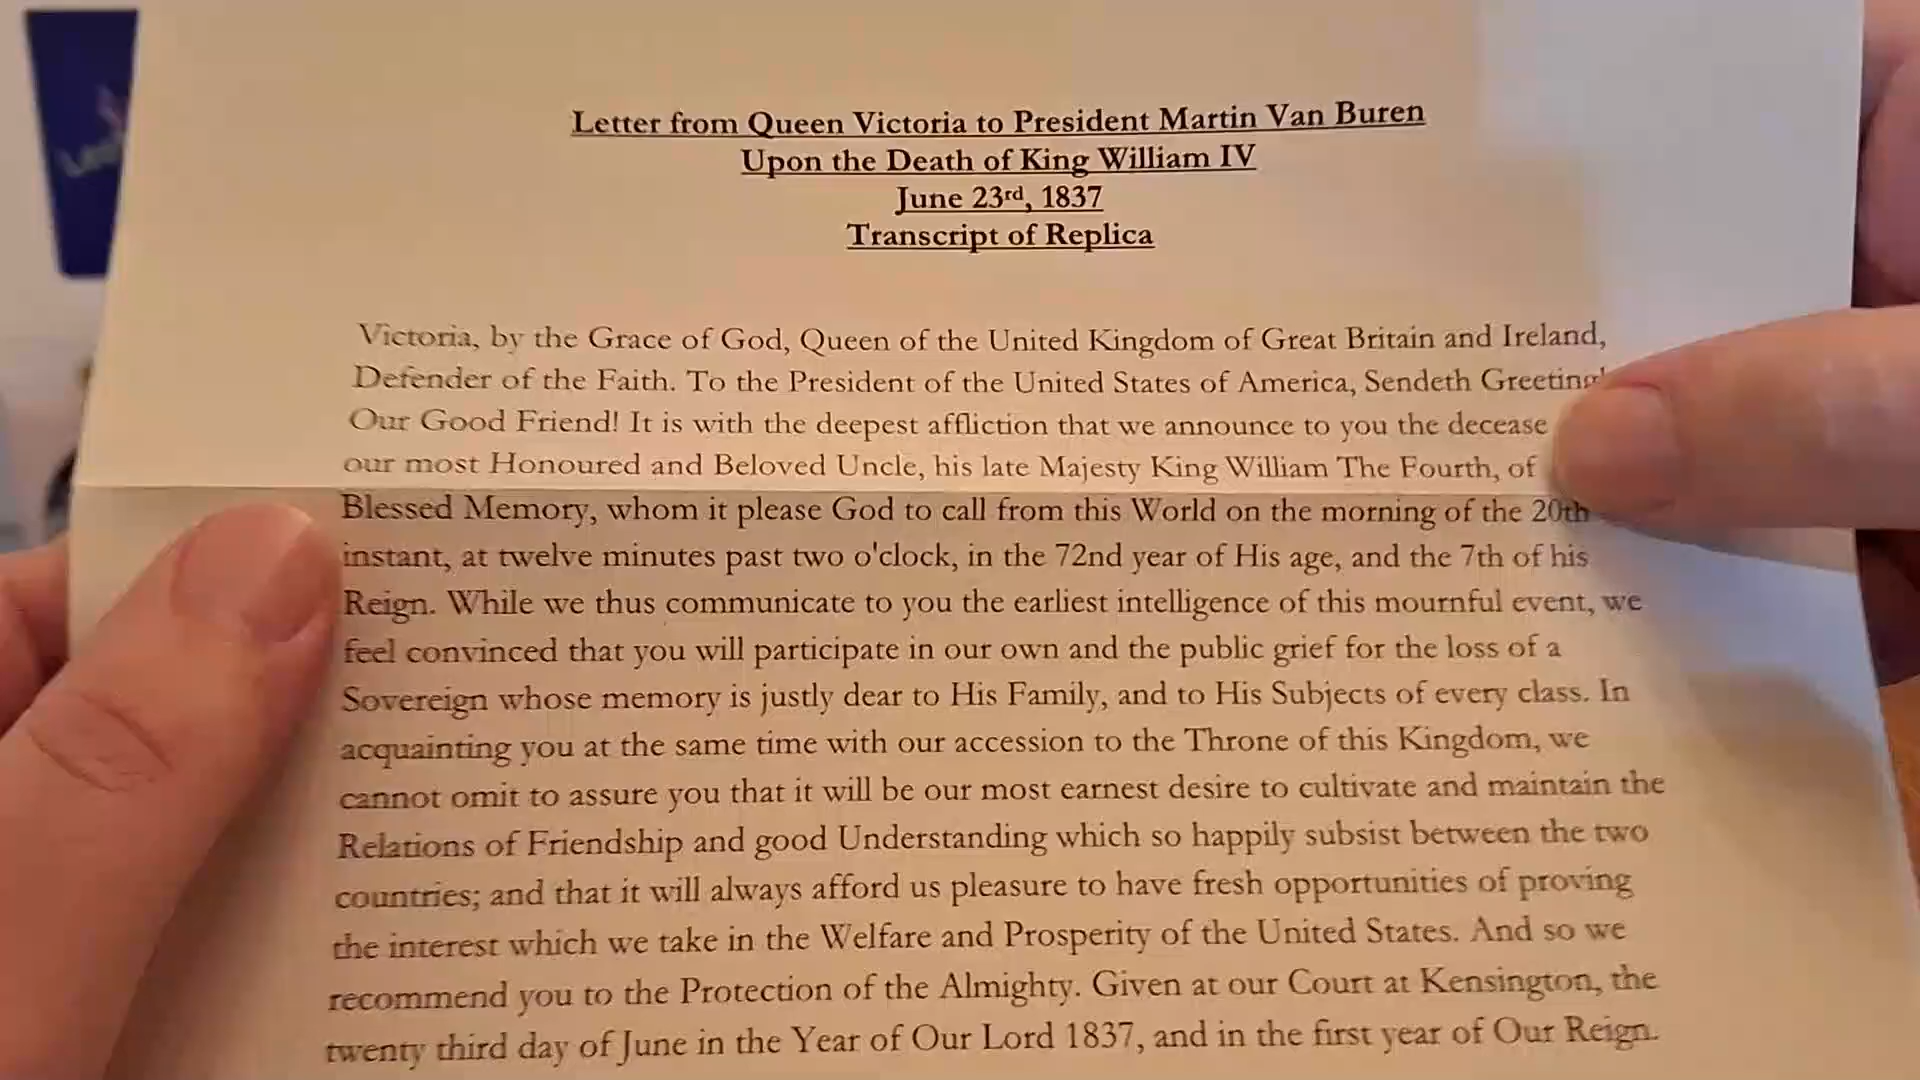 Letter from Queen Victoria to President Martin Van Buren
Upon the Death of King William IV
June 23rd, 1837
Transcript of Replica
Victoria, by the Grace of God, Queen of the United Kingdom of Great Britain and Ireland,
Defender of the Faith. To the President of the United States of America, Sendeth Greeting!
Our Good Friend! It is with the deepest affliction that we announce to you the decease
our most Honoured and Beloved Uncle, his late Majesty King William The Fourth, of
Blessed Memory, whom it please God to call from this World on the morning of the 20th
instant, at twelve minutes past two o'clock, in the 72nd year of His age, and the 7th of his
Reign. While we thus communicate to you the earliest intelligence of this mournful event, we
feel convinced that you will participate in our own and the public grief for the loss of a
Sovereign whose memory is justly dear to His Family, and to His Subjects of every class. In
acquainting you at the same time with our accession to the Throne of this Kingdom, we
cannot omit to assure you that it will be our most earnest desire to cultivate and maintain the
Relations of Friendship and good Understanding which so happily subsist between the two
countries; and that it will always afford us pleasure to have fresh opportunities of proving
the interest which we take in the Welfare and Prosperity of the United States. And so we
recommend you to the Protection of the Almighty. Given at our Court at Kensington, the
twenty third day of June in the Year of Our Lord 1837, and in the first year of Our Reign.